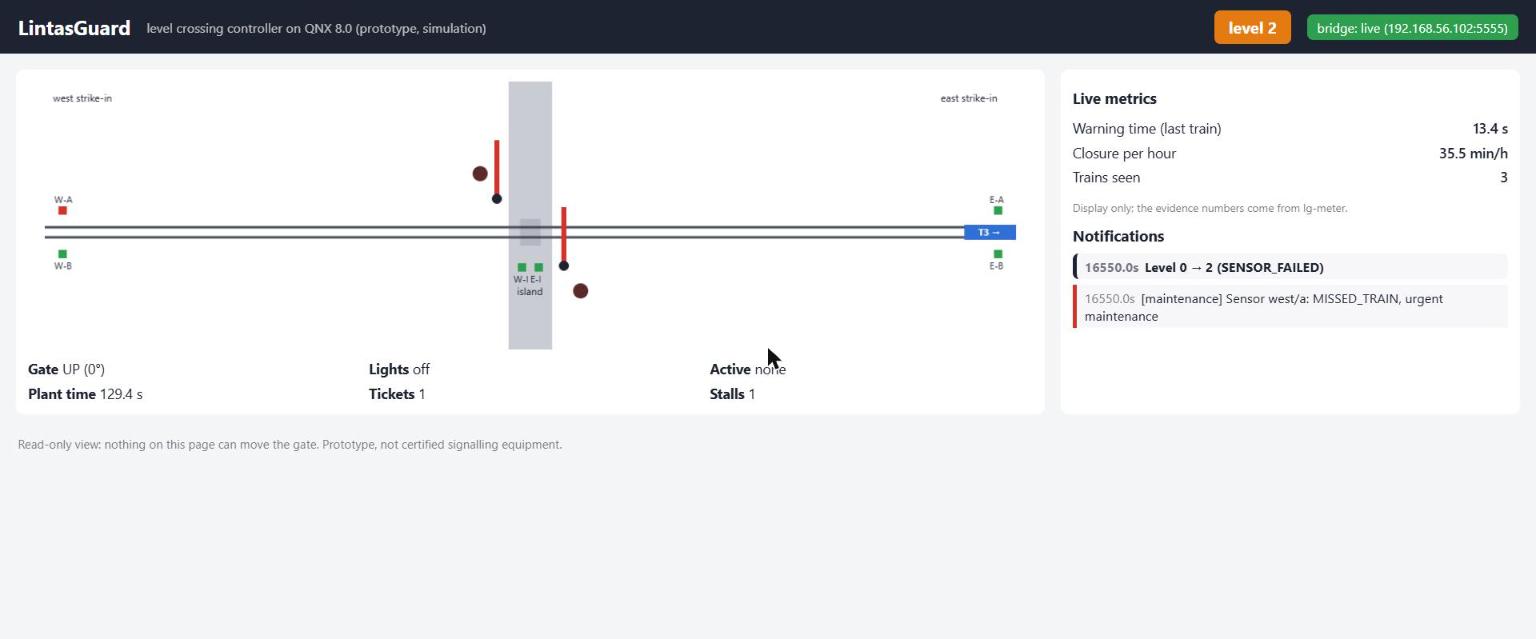 LintasGuard level crossing controller on QNX 8.0 (prototype, simulation) level 2 bridge: live (192.168.56.102:5555)
west strike-in
east strike-in
W-A
E-A
T3 →
W-B
E-B
W-I E-I
island
Gate UP (0°) Lights off Active none
Plant time 129.4 s Tickets 1 Stalls 1
Live metrics
Warning time (last train) 13.4 s
Closure per hour 35.5 min/h
Trains seen 3
Display only; the evidence numbers come from lg-meter.
Notifications
16550.0s Level 0 → 2 (SENSOR_FAILED)
16550.0s [maintenance] Sensor west/a: MISSED_TRAIN, urgent
maintenance
Read-only view: nothing on this page can move the gate. Prototype, not certified signalling equipment.